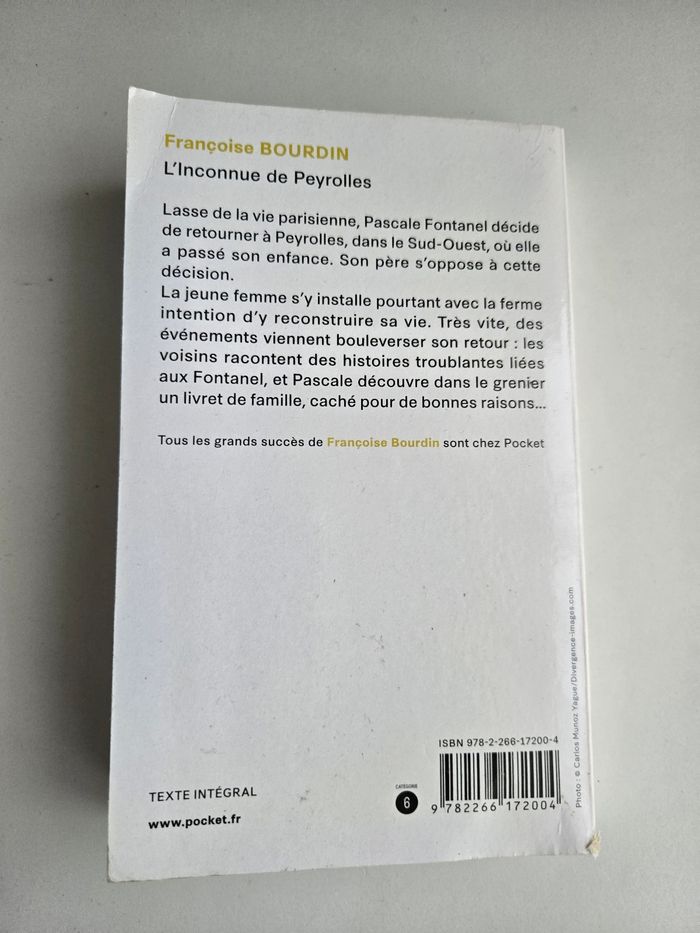 Françoise BOURDIN
L'Inconnue de Peyrolles
Lasse de la vie parisienne, Pascale Fontanel décide
de retourner à Peyrolles, dans le Sud-Ouest, où elle
a passé son enfance. Son père s'oppose à cette
décision.
La jeune femme s'y installe pourtant avec la ferme
intention d'y reconstruire sa vie. Très vite, des
événements viennent bouleverser son retour : les
voisins racontent des histoires troublantes liées
aux Fontanel, et Pascale découvre dans le grenier
un livret de famille, caché pour de bonnes raisons...
Tous les grands succès de Françoise Bourdin sont chez Pocket
Photo : © Carlos Munoz Yague/Divergence-images.com
ISBN 978-2-266-17200-4
CATÉGORIE
6
9 782266 172004
TEXTE INTÉGRAL
www.pocket.fr